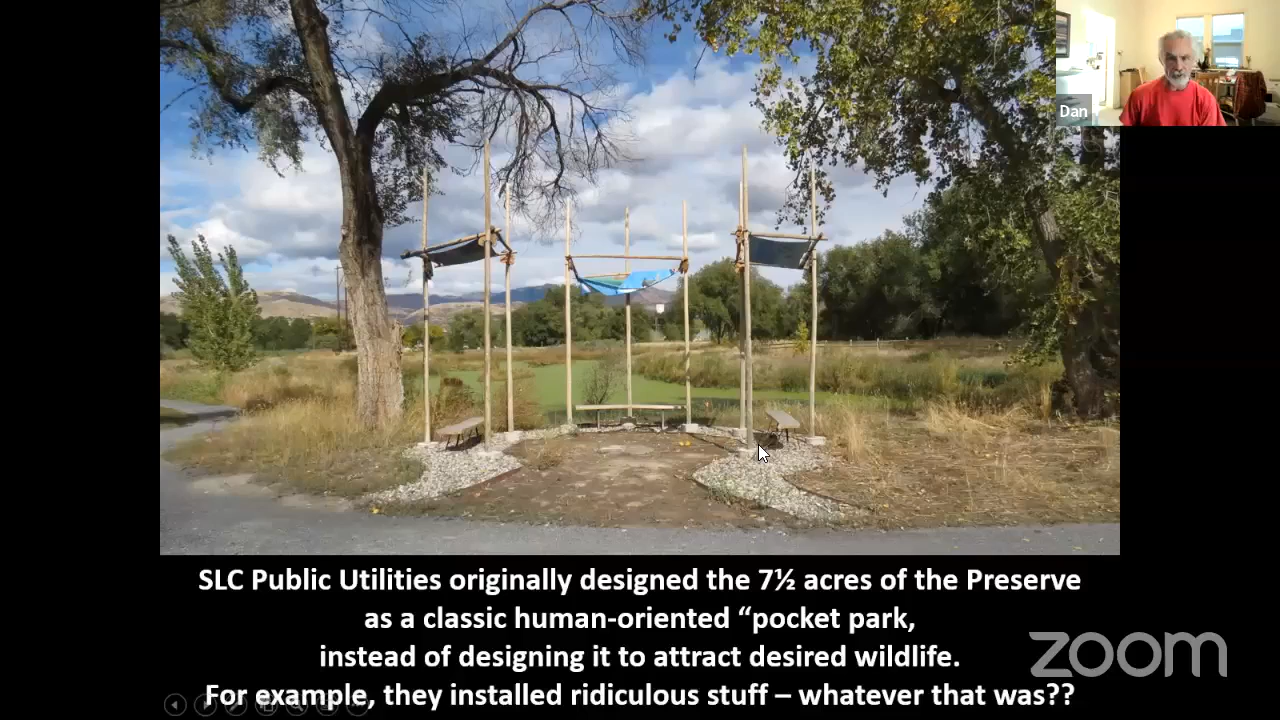 Dan
SLC Public Utilities originally designed the 7½ acres of the Preserve
as a classic human-oriented “pocket park,
instead of designing it to attract desired wildlife.
For example, they installed ridiculous stuff – whatever that was??
zoom